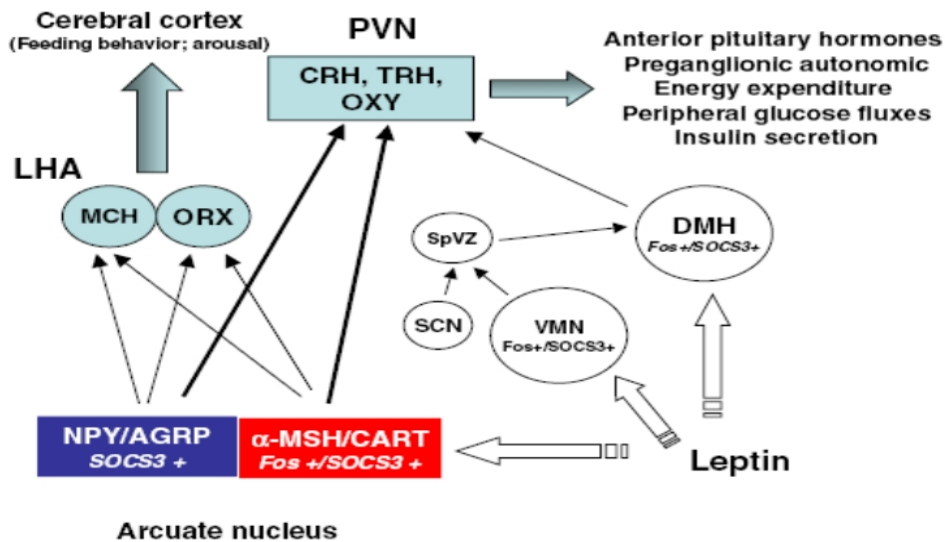 Cerebral cortex
(Feeding behavior; arousal)
PVN
CRH, TRH,
OXY
Anterior pituitary hormones
Preganglionic autonomic
Energy expenditure
Peripheral glucose fluxes
Insulin secretion
LHA
MCH
ORX
SpVZ
DMH
Fos+/SOCS3+
SCN
VMN
Fos+/SOCS3+
NPY/AGRP
SOCS3 +
α-MSH/CART
Fos +/SOCS3 +
Leptin
Arcuate nucleus